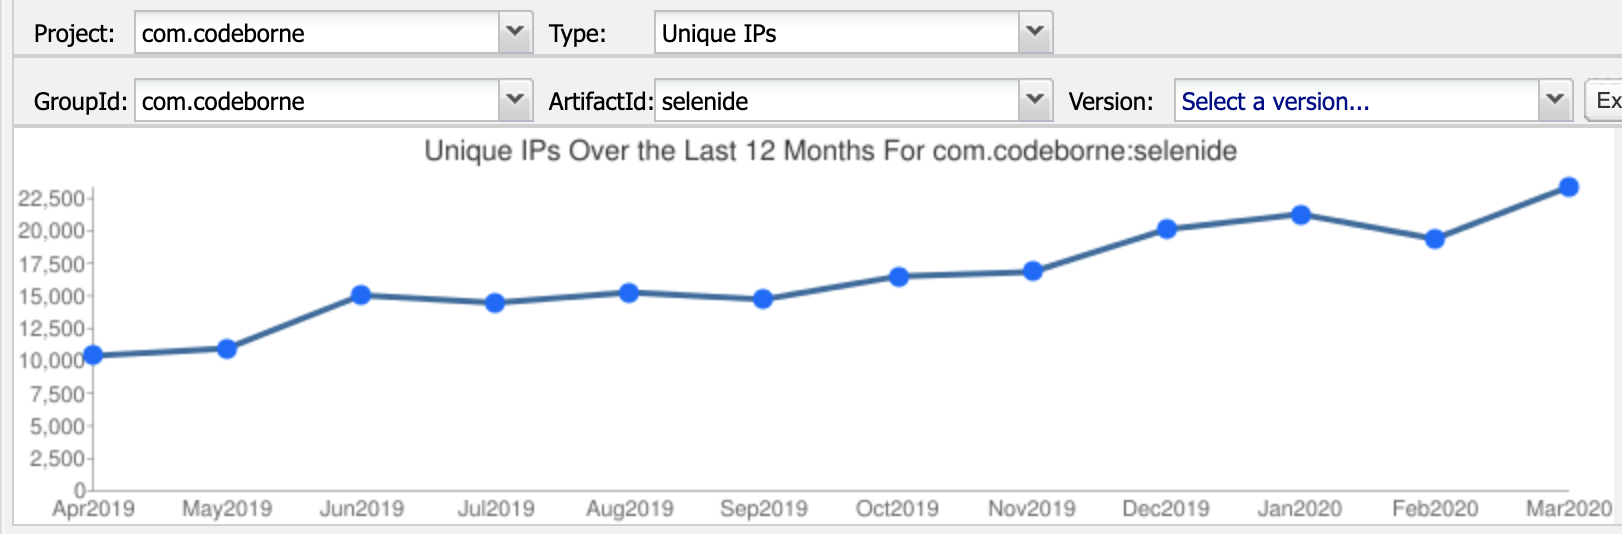 Project: com.codeborne Type: Unique IPs
GroupId: com.codeborne ArtifactId: selenide Version: Select a version... Ex
Unique IPs Over the Last 12 Months For com.codeborne:selenide
22,500
20,000
17,500
15,000
12,500
10,000
7,500
5,000
2,500
0
Apr2019 May2019 Jun2019 Jul2019 Aug2019 Sep2019 Oct2019 Nov2019 Dec2019 Jan2020 Feb2020 Mar2020